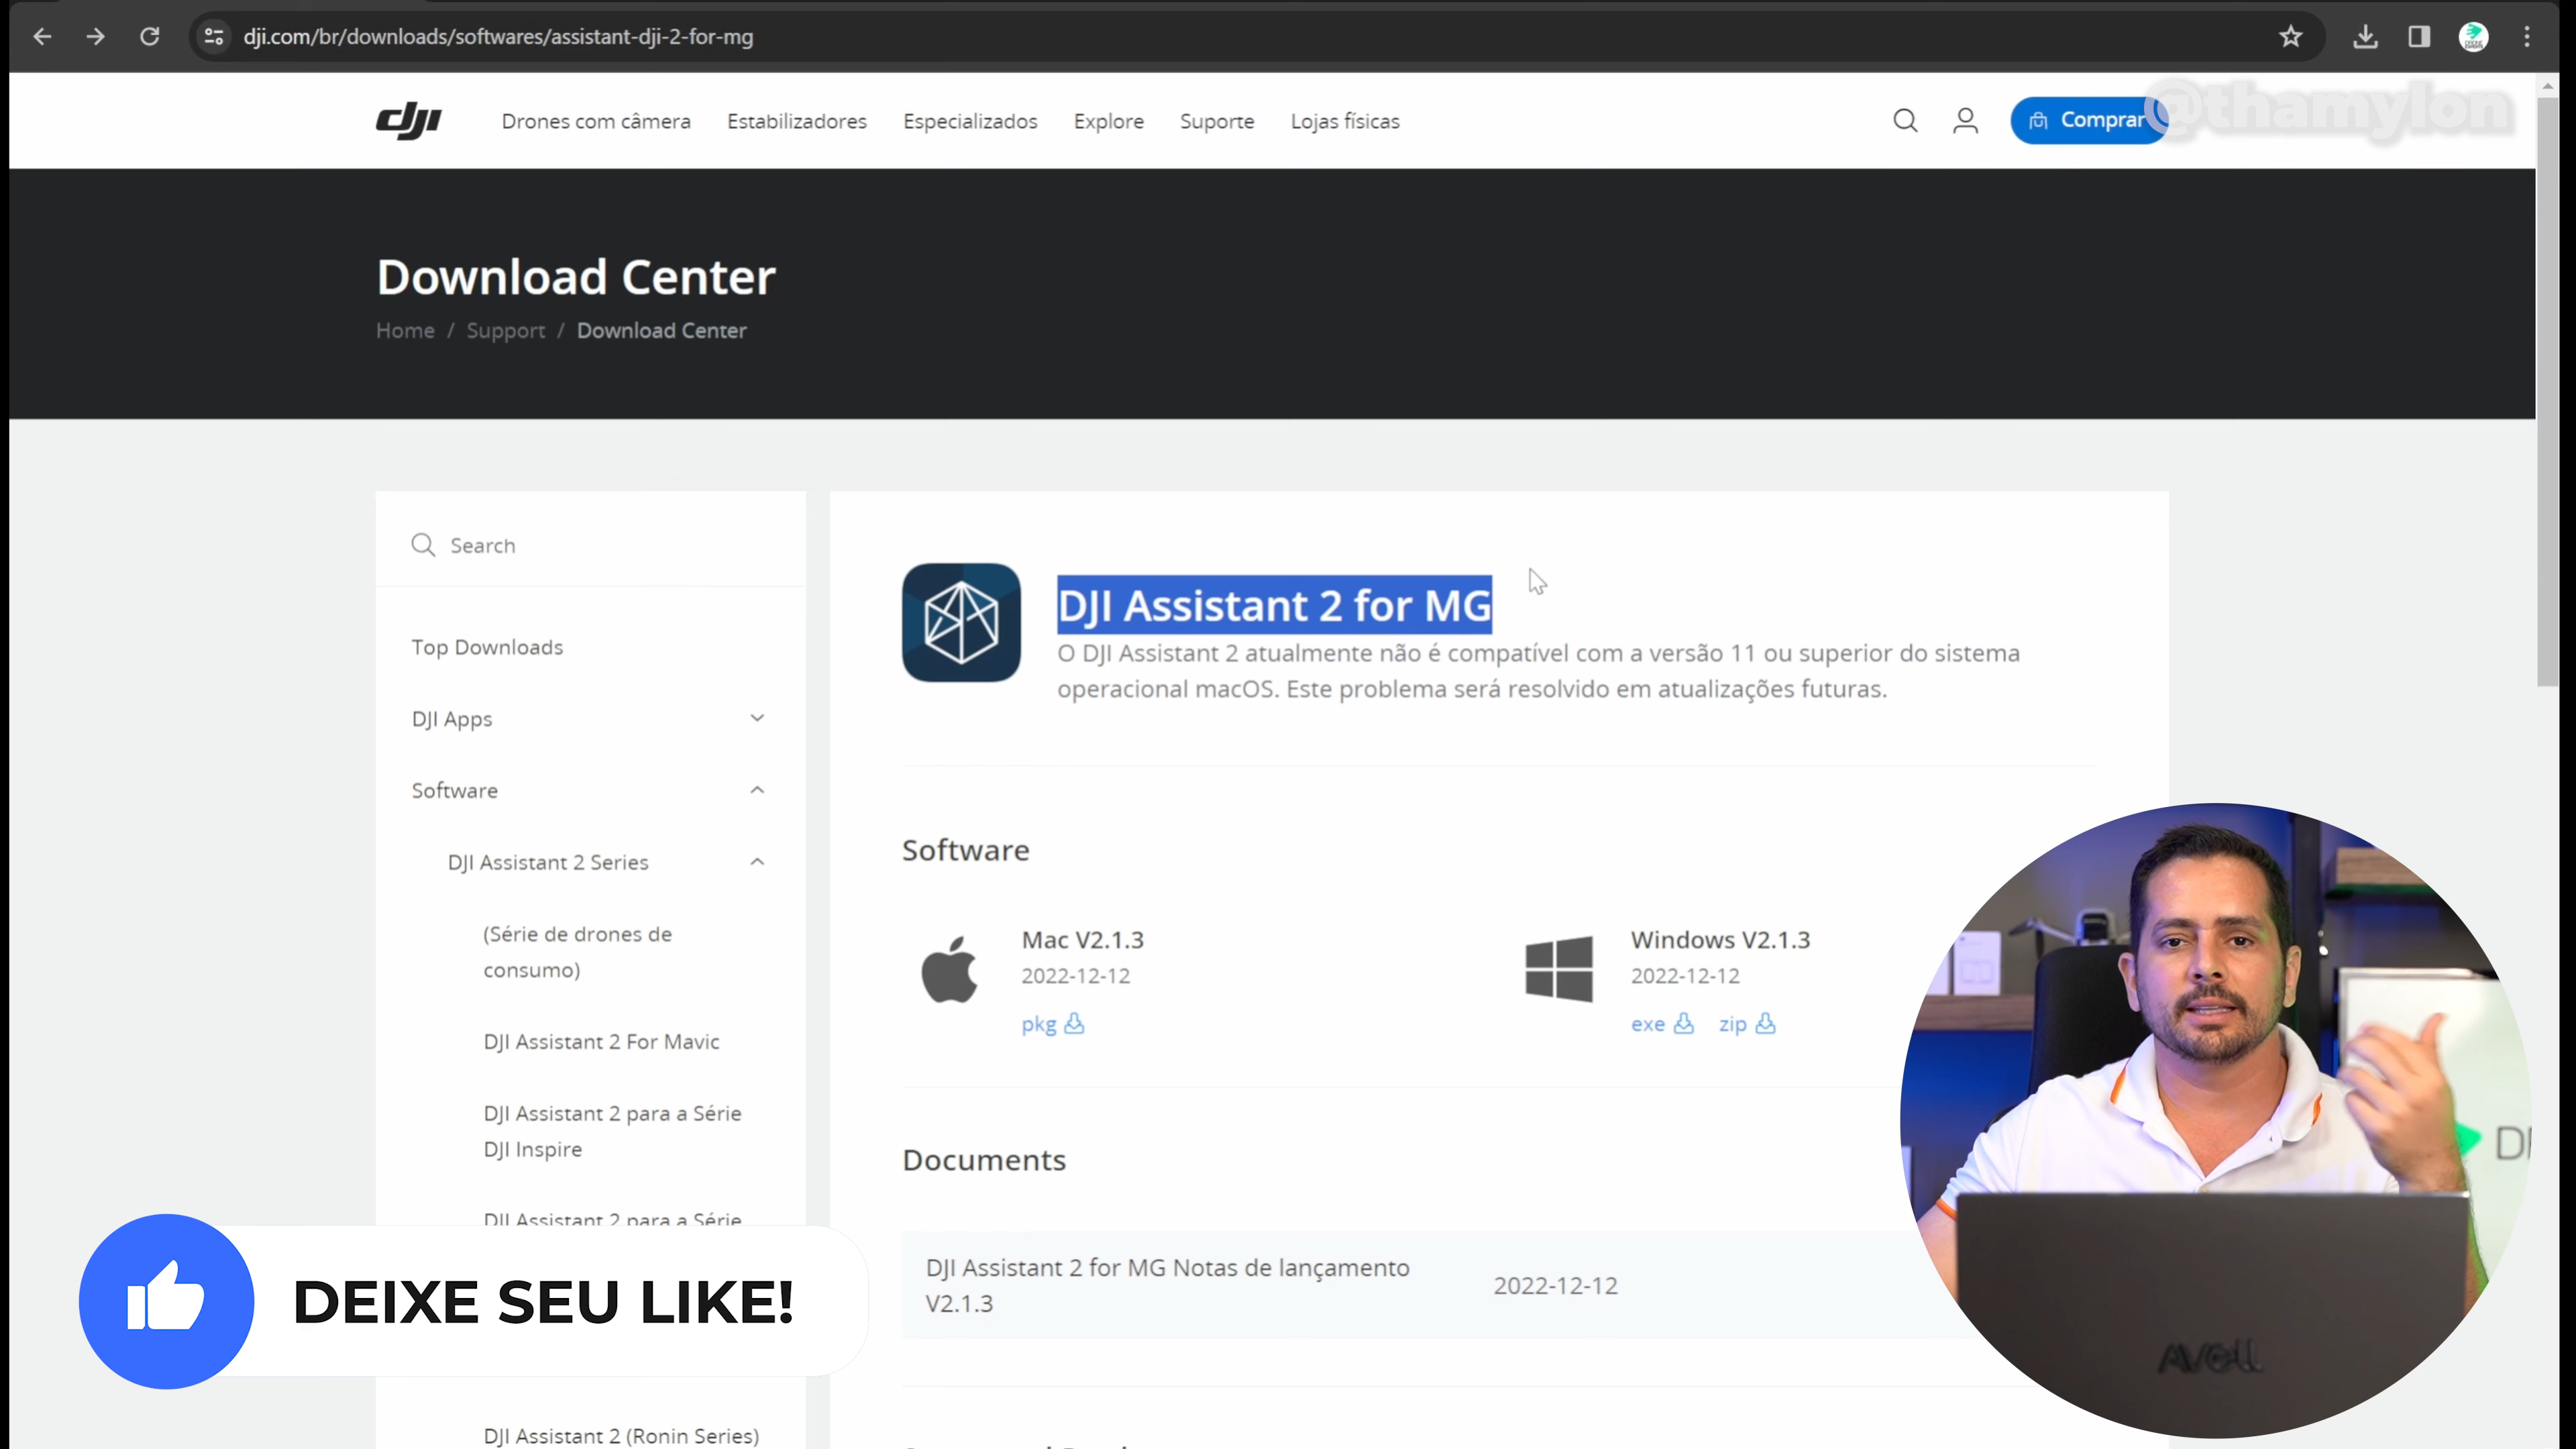 dji.com/br/downloads/softwares/assistant-dji-2-for-mg
dji
Drones com câmera
Estabilizadores
Especializados
Explore
Suporte
Lojas físicas
Comprar
@thamylon
Download Center
Home / Support / Download Center
Search
Top Downloads
DJI Apps
Software
DJI Assistant 2 Series
(Série de drones de
consumo)
DJI Assistant 2 For Mavic
DJI Assistant 2 para a Série
DJI Inspire
DJI Assistant 2 para a Série
DJI Assistant 2 (Ronin Series)
DJI Assistant 2 for MG
O DJI Assistant 2 atualmente não é compatível com a versão 11 ou superior do sistema
operacional macOS. Este problema será resolvido em atualizações futuras.
Software
Mac V2.1.3
2022-12-12
pkg
Windows V2.1.3
2022-12-12
exe zip
Documents
DJI Assistant 2 for MG Notas de lançamento
V2.1.3
2022-12-12
DEIXE SEU LIKE!
Avell